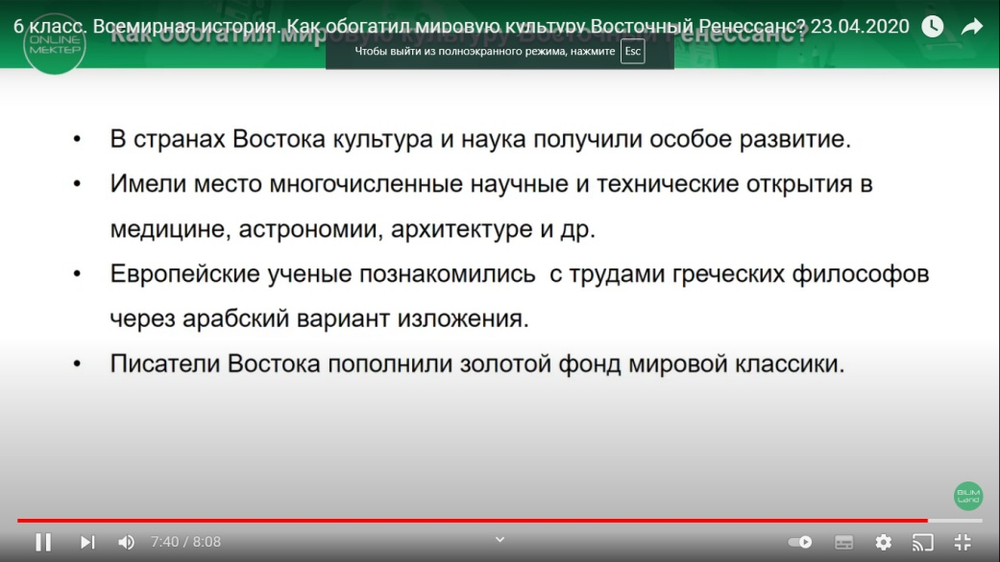 6 класс. Всемирная история. Как обогатил мировую культуру Восточный Ренессанс? 23.04.2020
ONLINE
МЕКТЕР
Как обогатил мировую культуру Восточный Ренессанс?
Чтобы выйти из полноэкранного режима, нажмите Esc
• В странах Востока культура и наука получили особое развитие.
• Имели место многочисленные научные и технические открытия в
медицине, астрономии, архитектуре и др.
• Европейские ученые познакомились с трудами греческих философов
через арабский вариант изложения.
• Писатели Востока пополнили золотой фонд мировой классики.
BILIM
Land
7:40 / 8:08